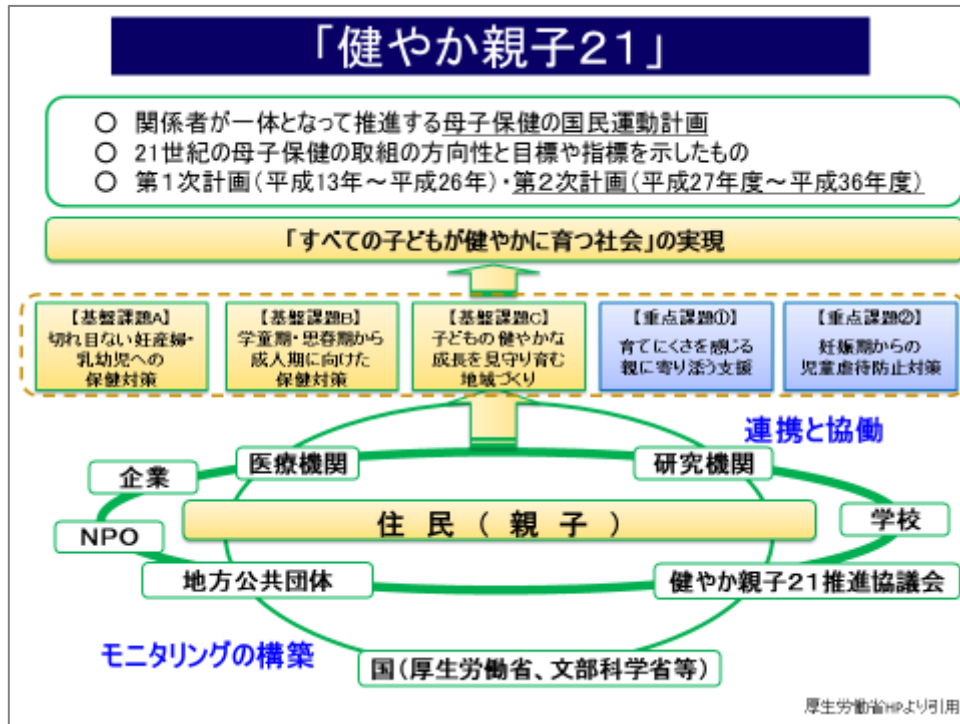 「健やか親子21」
○ 関係者が一体となって推進する母子保健の国民運動計画
○ 21世紀の母子保健の取組の方向性と目標や指標を示したもの
○ 第1次計画（平成13年～平成26年）・第2次計画（平成27年度～平成36年度）
「すべての子どもが健やかに育つ社会」の実現
【基盤課題A】
切れ目ない妊産婦・
乳幼児への
保健対策
【基盤課題B】
学童期・思春期から
成人期に向けた
保健対策
【基盤課題C】
子どもの健やかな
成長を見守り育む
地域づくり
【重点課題①】
育てにくさを感じる
親に寄り添う支援
【重点課題②】
妊娠期からの
児童虐待防止対策
連携と協働
医療機関
研究機関
企業
学校
住民（親子）
NPO
地方公共団体
健やか親子21推進協議会
モニタリングの構築
国（厚生労働省、文部科学省等）
厚生労働省HPより引用